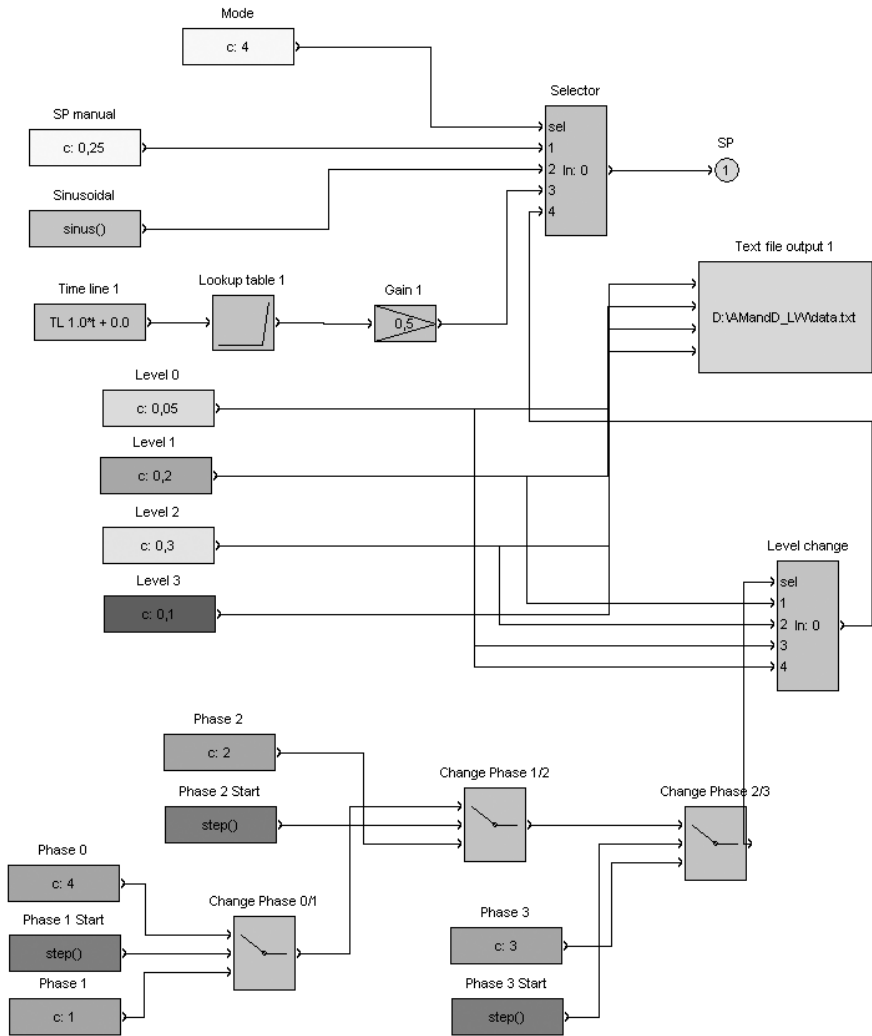 Mode
c: 4
Selector
SP manual
c: 0,25
sel
1
2
3
4
In: 0
SP
1
Sinusoidal
sinus()
Text file output 1
D:\AMandD_LW\data.txt
Time line 1
TL 1.0*t + 0.0
Lookup table 1
Gain 1
0,5
Level 0
c: 0,05
Level 1
c: 0,2
Level 2
c: 0,3
Level 3
c: 0,1
Level change
sel
1
2
3
4
In: 0
Phase 2
c: 2
Phase 2 Start
step()
Change Phase 1/2
Change Phase 2/3
Phase 0
c: 4
Phase 1 Start
step()
Phase 1
c: 1
Change Phase 0/1
Phase 3
c: 3
Phase 3 Start
step()